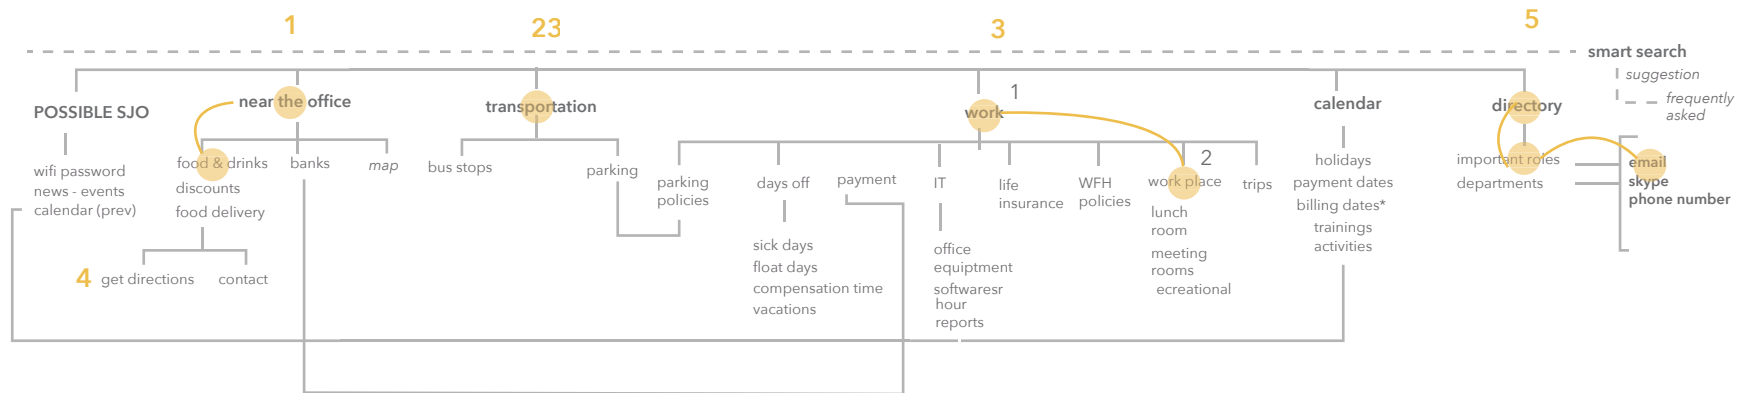 1
23
3
5
smart search
suggestion
frequently
asked
POSSIBLE SJO
wifi password
news - events
calendar (prev)
near the office
food & drinks
discounts
food delivery
4
get directions
contact
banks
map
transportation
bus stops
parking
work
1
parking
policies
days off
sick days
float days
compensation time
vacations
payment
IT
office
equiptment
softwaresr
hour
reports
life
insurance
WFH
policies
2
work place
lunch
room
meeting
rooms
ecreational
trips
calendar
holidays
payment dates
billing dates*
trainings
activities
directory
important roles
departments
email
skype
phone number